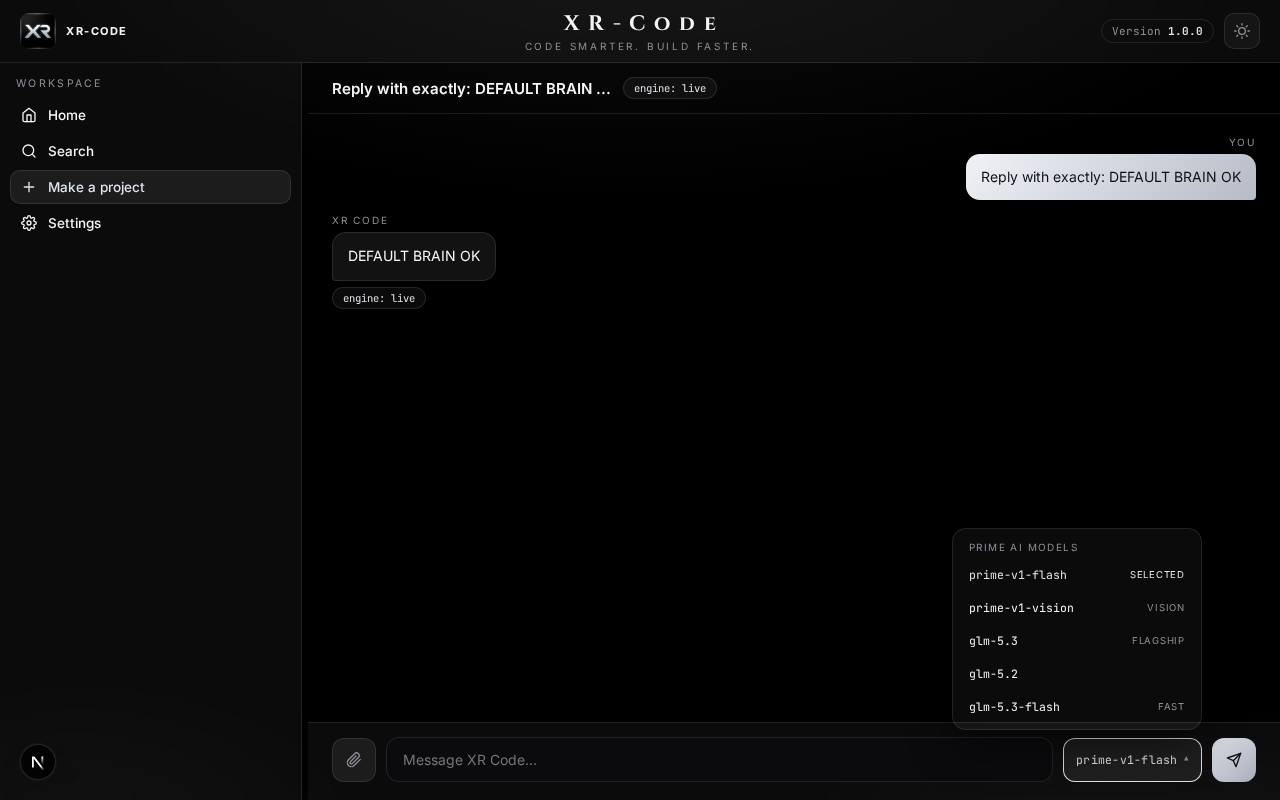 XR XR-CODE
XR-CODE
CODE SMARTER. BUILD FASTER.
Version 1.0.0
WORKSPACE
Home
Search
Make a project
Settings
N
Reply with exactly: DEFAULT BRAIN ... engine: live
YOU
Reply with exactly: DEFAULT BRAIN OK
XR CODE
DEFAULT BRAIN OK
engine: live
PRIME AI MODELS
prime-v1-flash SELECTED
prime-v1-vision VISION
glm-5.3 FLAGSHIP
glm-5.2
glm-5.3-flash FAST
Message XR Code...
prime-v1-flash